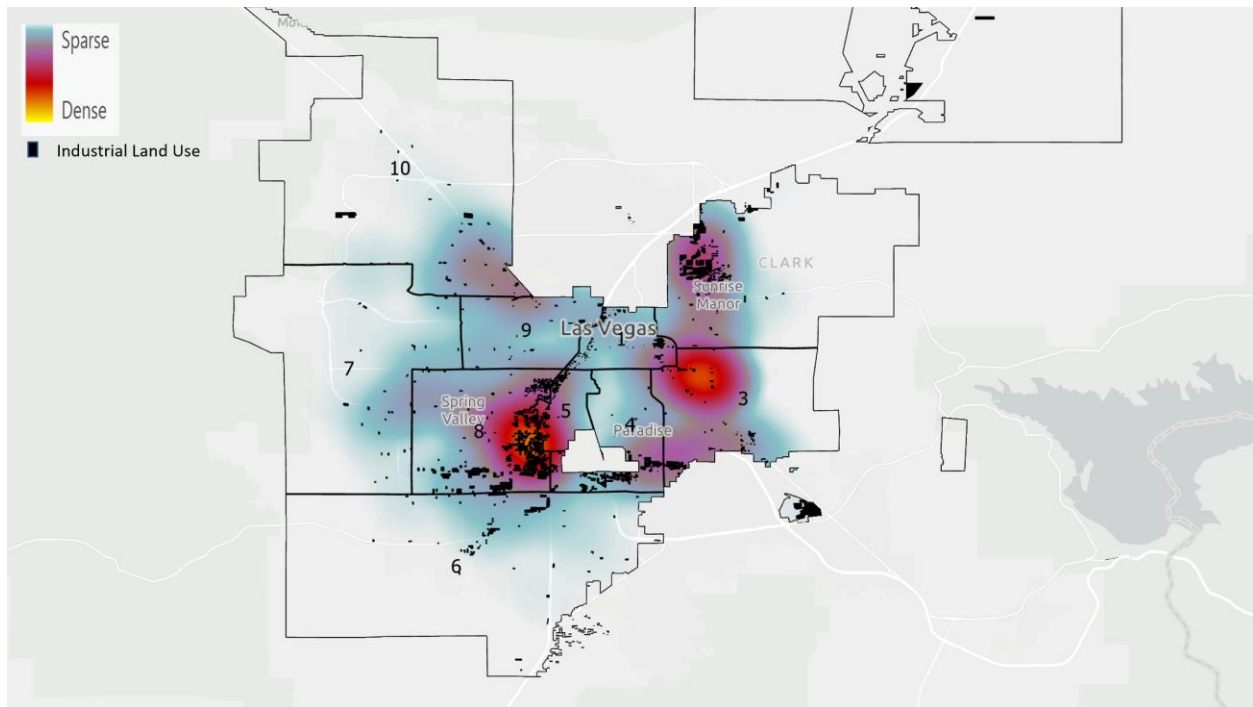 Sparse
Dense
Industrial Land Use
10
CLARK
Sunrise
Manor
Las Vegas
9
1
7
3
Spring
Valley
5
4
8
Paradise
6